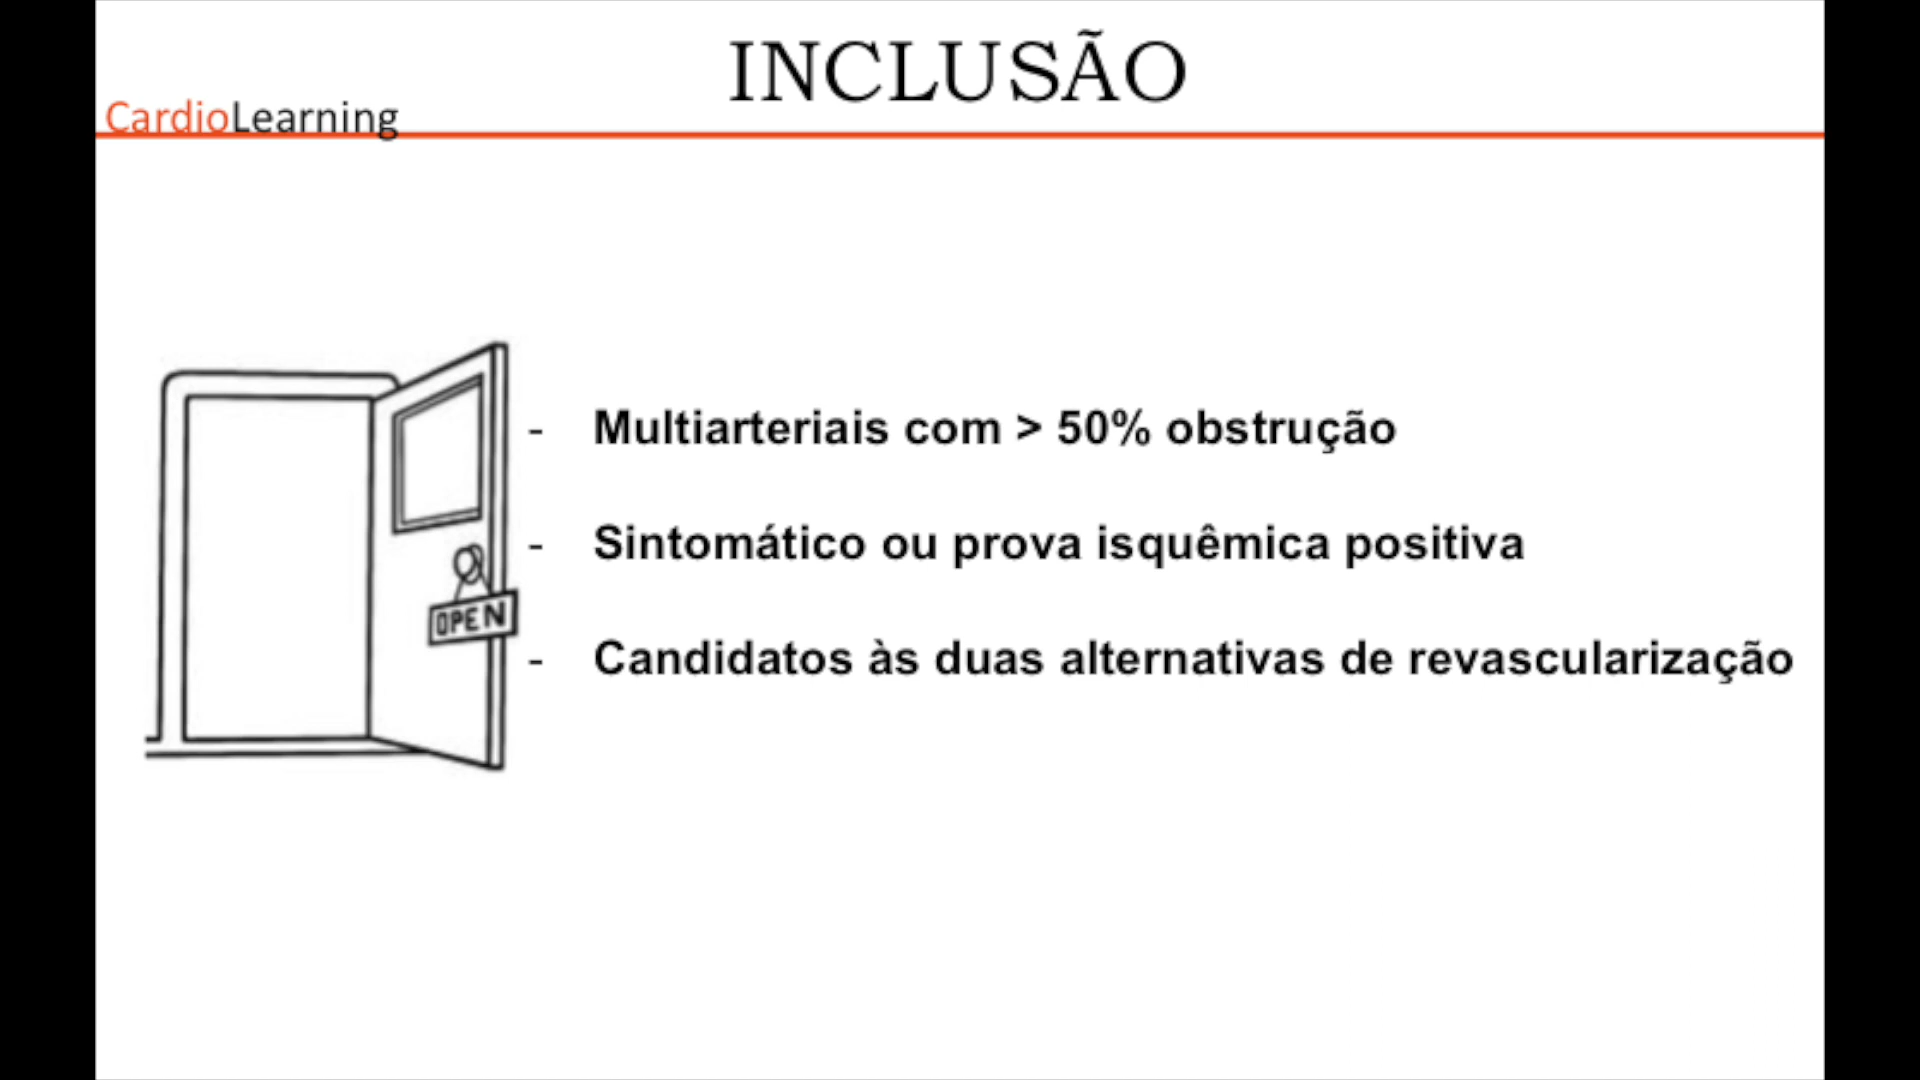 INCLUSÃO
CardioLearning
- Multiarteriais com > 50% obstrução
- Sintomático ou prova isquêmica positiva
OPEN
- Candidatos às duas alternativas de revascularização